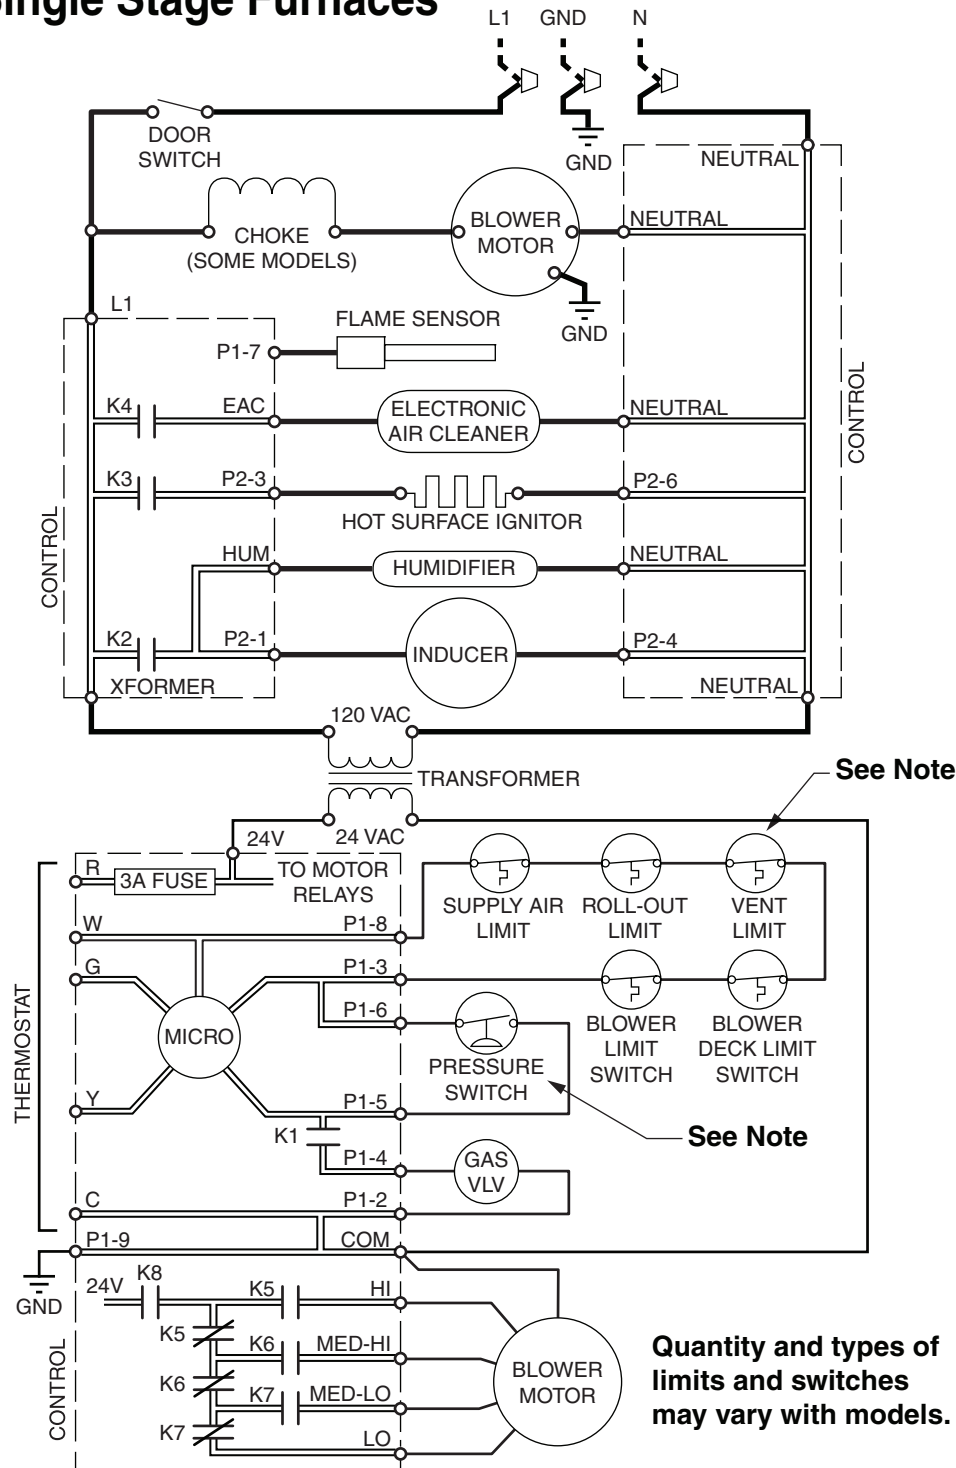 Single Stage Furnaces
L1 GND N
DOOR
SWITCH
GND
NEUTRAL
CHOKE
(SOME MODELS)
BLOWER
MOTOR
NEUTRAL
GND
L1
FLAME SENSOR
P1-7
CONTROL
K4 EAC
ELECTRONIC
AIR CLEANER
NEUTRAL
K3 P2-3
P2-6
HOT SURFACE IGNITOR
CONTROL
HUM
HUMIDIFIER
NEUTRAL
K2 P2-1
INDUCER
P2-4
XFORMER
NEUTRAL
120 VAC
TRANSFORMER
See Note
24V
24 VAC
R
3A FUSE
TO MOTOR
RELAYS
SUPPLY AIR
LIMIT
ROLL-OUT
LIMIT
VENT
LIMIT
W P1-8
G P1-3
P1-6
THERMOSTAT
MICRO
PRESSURE
SWITCH
BLOWER
LIMIT
SWITCH
BLOWER
DECK LIMIT
SWITCH
Y P1-5
K1
See Note
P1-4
GAS
VLV
C P1-2
P1-9 COM
GND
24V K8 K5 HI
K5
K6 MED-HI
K6
K7 MED-LO
K7
LO
CONTROL
BLOWER
MOTOR
Quantity and types of
limits and switches
may vary with models.